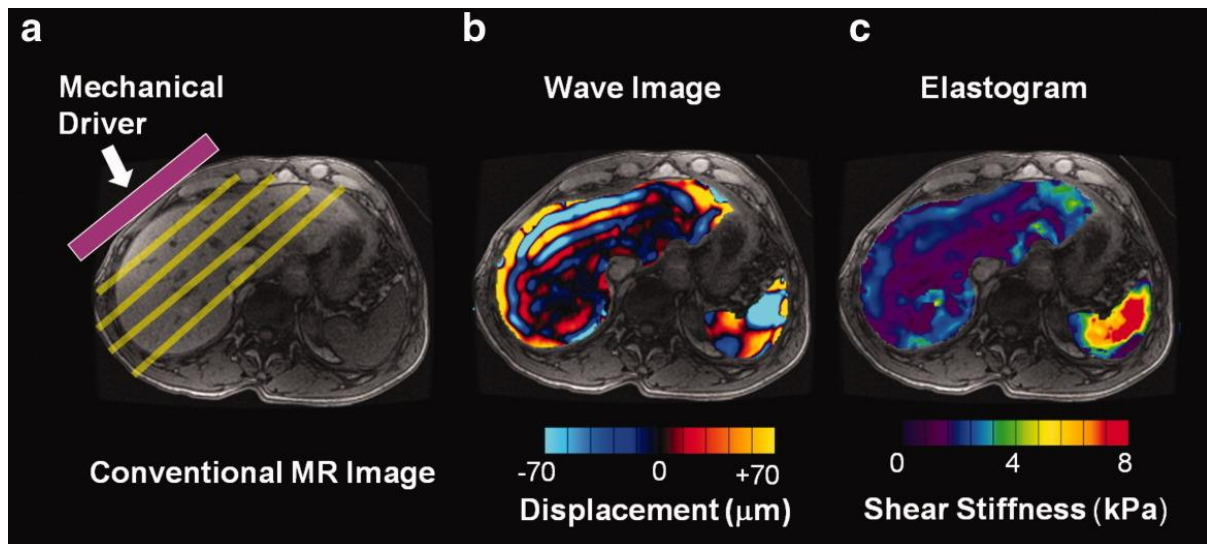 a
Mechanical
Driver
Conventional MR Image
b
Wave Image
-70
0
+70
Displacement (μm)
c
Elastogram
0
4
8
Shear Stiffness (kPa)